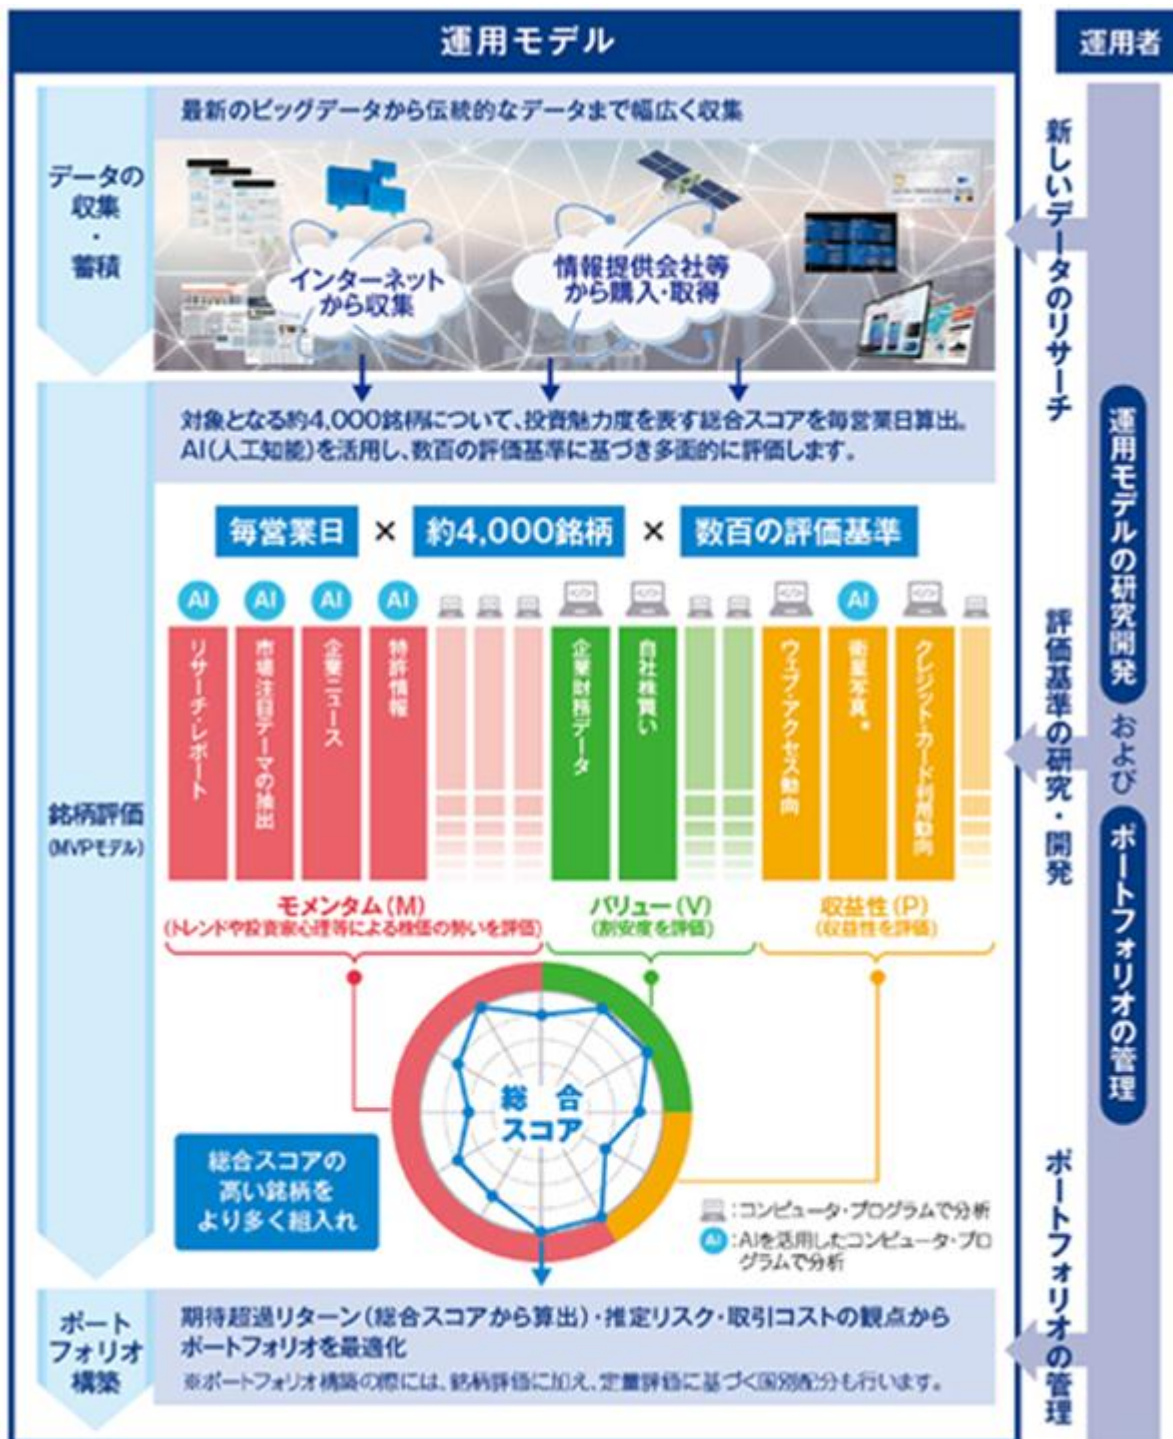 運用モデル
運用者
データの
収集
・
蓄積
最新のビッグデータから伝統的なデータまで幅広く収集
インターネット
から収集
情報提供会社等
から購入・取得
新しいデータのリサーチ
銘柄評価
(MVPモデル)
対象となる約4,000銘柄について、投資魅力度を表す総合スコアを毎営業日算出。
AI(人工知能)を活用し、数百の評価基準に基づき多面的に評価します。
毎営業日 × 約4,000銘柄 × 数百の評価基準
AI
AI
AI
AI
AI
リサーチ・レポート
市場注目テーマの抽出
企業ニュース
特許情報
企業財務データ
自社株買い
ウェブ・アクセス動向
衛星写真*
クレジット・カード利用動向
モメンタム(M)
(トレンドや投資家心理等による株価の勢いを評価)
バリュー(V)
(割安度を評価)
収益性(P)
(収益性を評価)
総合
スコア
総合スコアの
高い銘柄を
より多く組入れ
:コンピュータ・プログラムで分析
AI :AIを活用したコンピュータ・プロ
グラムで分析
評価基準の研究・開発
運用モデルの研究開発 および ポートフォリオの管理
ポート
フォリオ
構築
期待超過リターン(総合スコアから算出)・推定リスク・取引コストの観点から
ポートフォリオを最適化
※ポートフォリオ構築の際には、銘柄評価に加え、定量評価に基づく国別配分も行います。
ポートフォリオの管理